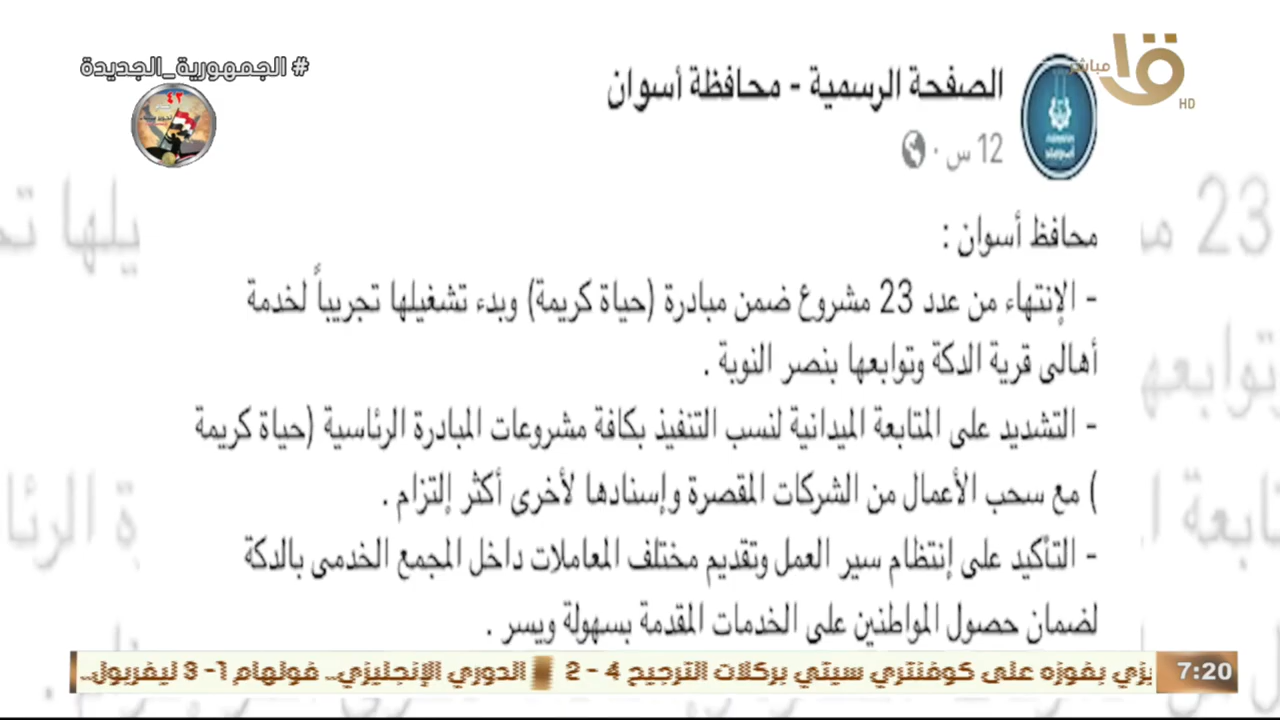 # الجمهورية_الجديدة
مباشر
HD
الصفحة الرسمية - محافظة أسوان
12 س ·
محافظ أسوان :
- الإنتهاء من عدد 23 مشروع ضمن مبادرة (حياة كريمة) وبدء تشغيلها تجريبياً لخدمة
أهالى قرية الدكة وتوابعها بنصر النوبة .
- التشديد على المتابعة الميدانية لنسب التنفيذ بكافة مشروعات المبادرة الرئاسية (حياة كريمة
) مع سحب الأعمال من الشركات المقصرة وإسنادها لأخرى أكثر إلتزام .
- التأكيد على إنتظام سير العمل وتقديم مختلف المعاملات داخل المجمع الخدمى بالدكة
لضمان حصول المواطنين على الخدمات المقدمة بسهولة ويسر .
7:20
يزي بفوزه على كوفنتري سيتي بركلات الترجيح 4 - 2 الدوري الإنجليزي.. فولهام 1- 3 ليفربول..